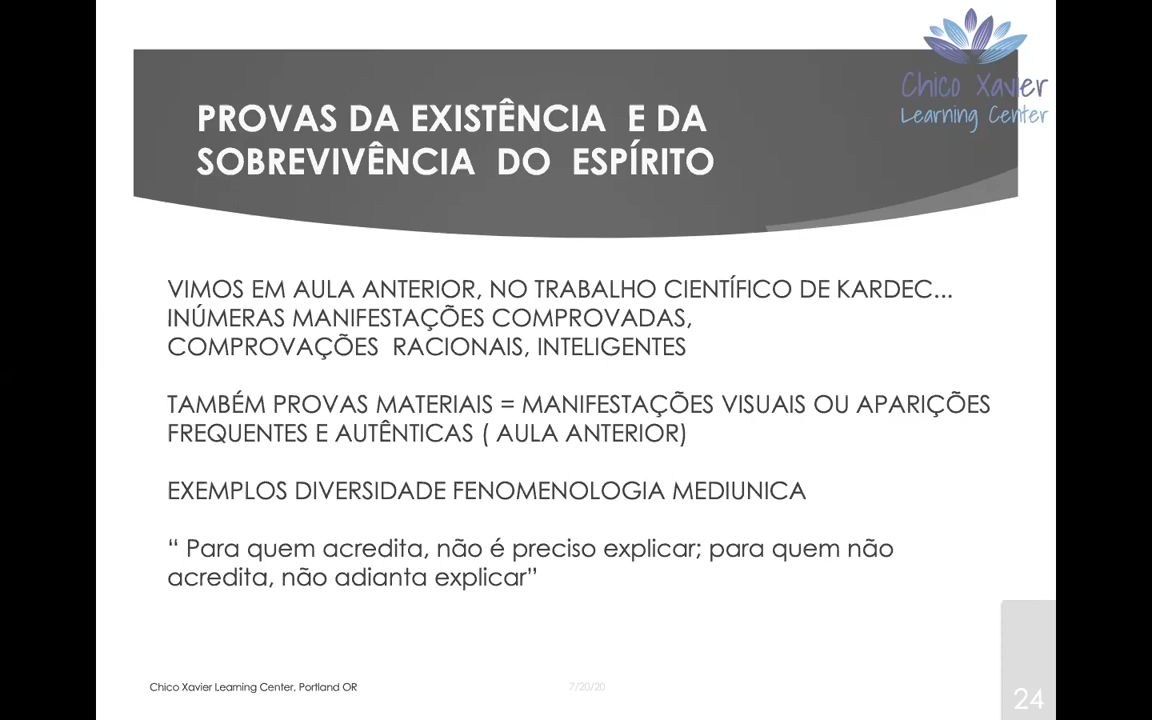 Chico Xavier
Learning Center
PROVAS DA EXISTÊNCIA E DA
SOBREVIVÊNCIA DO ESPÍRITO
VIMOS EM AULA ANTERIOR, NO TRABALHO CIENTÍFICO DE KARDEC...
INÚMERAS MANIFESTAÇÕES COMPROVADAS,
COMPROVAÇÕES RACIONAIS, INTELIGENTES
TAMBÉM PROVAS MATERIAIS = MANIFESTAÇÕES VISUAIS OU APARIÇÕES
FREQUENTES E AUTÊNTICAS ( AULA ANTERIOR)
EXEMPLOS DIVERSIDADE FENOMENOLOGIA MEDIUNICA
“ Para quem acredita, não é preciso explicar; para quem não
acredita, não adianta explicar”
Chico Xavier Learning Center, Portland OR
7/20/20
24